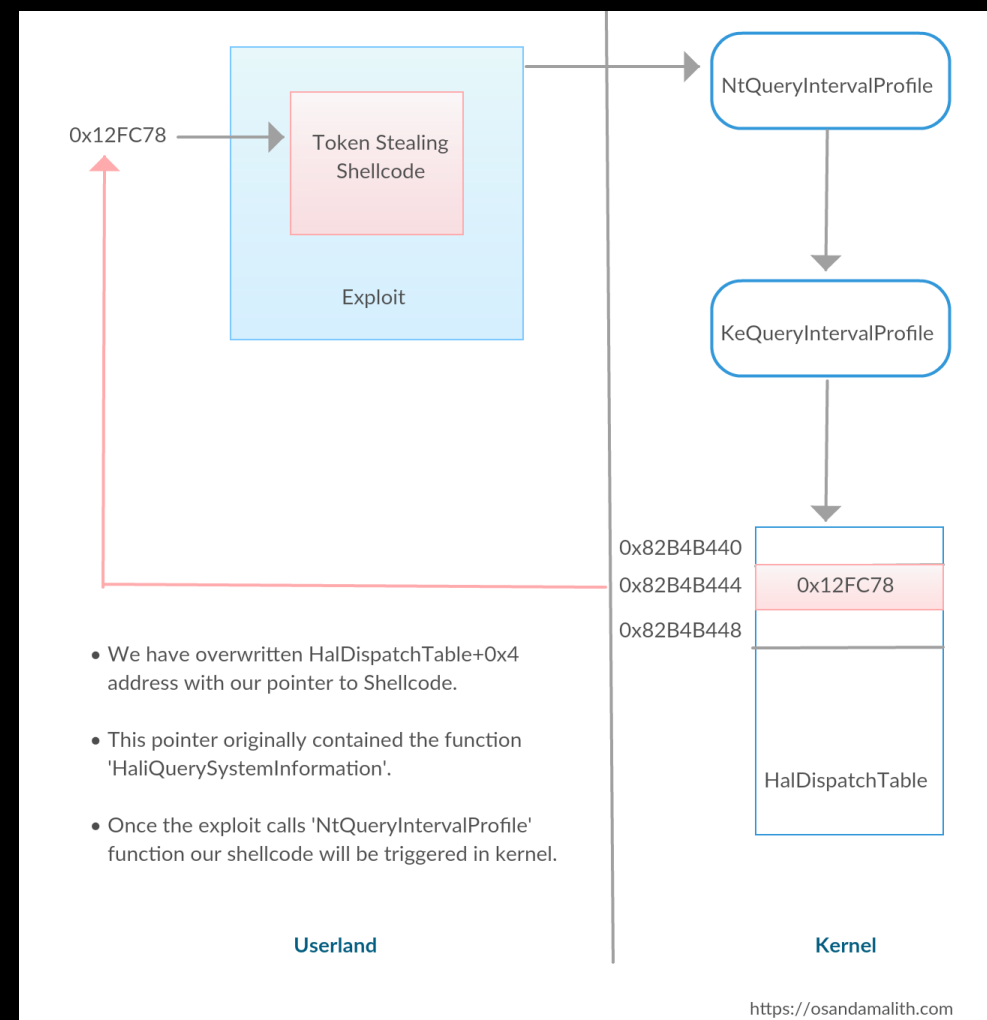 NtQueryIntervalProfile
0x12FC78
Token Stealing
Shellcode
Exploit
KeQueryIntervalProfile
0x82B4B440
0x82B4B444
0x12FC78
0x82B4B448
HalDispatchTable
• We have overwritten HalDispatchTable+0x4
address with our pointer to Shellcode.
• This pointer originally contained the function
'HaliQuerySystemInformation'.
• Once the exploit calls 'NtQueryIntervalProfile'
function our shellcode will be triggered in kernel.
Userland
Kernel
https://osandamalith.com